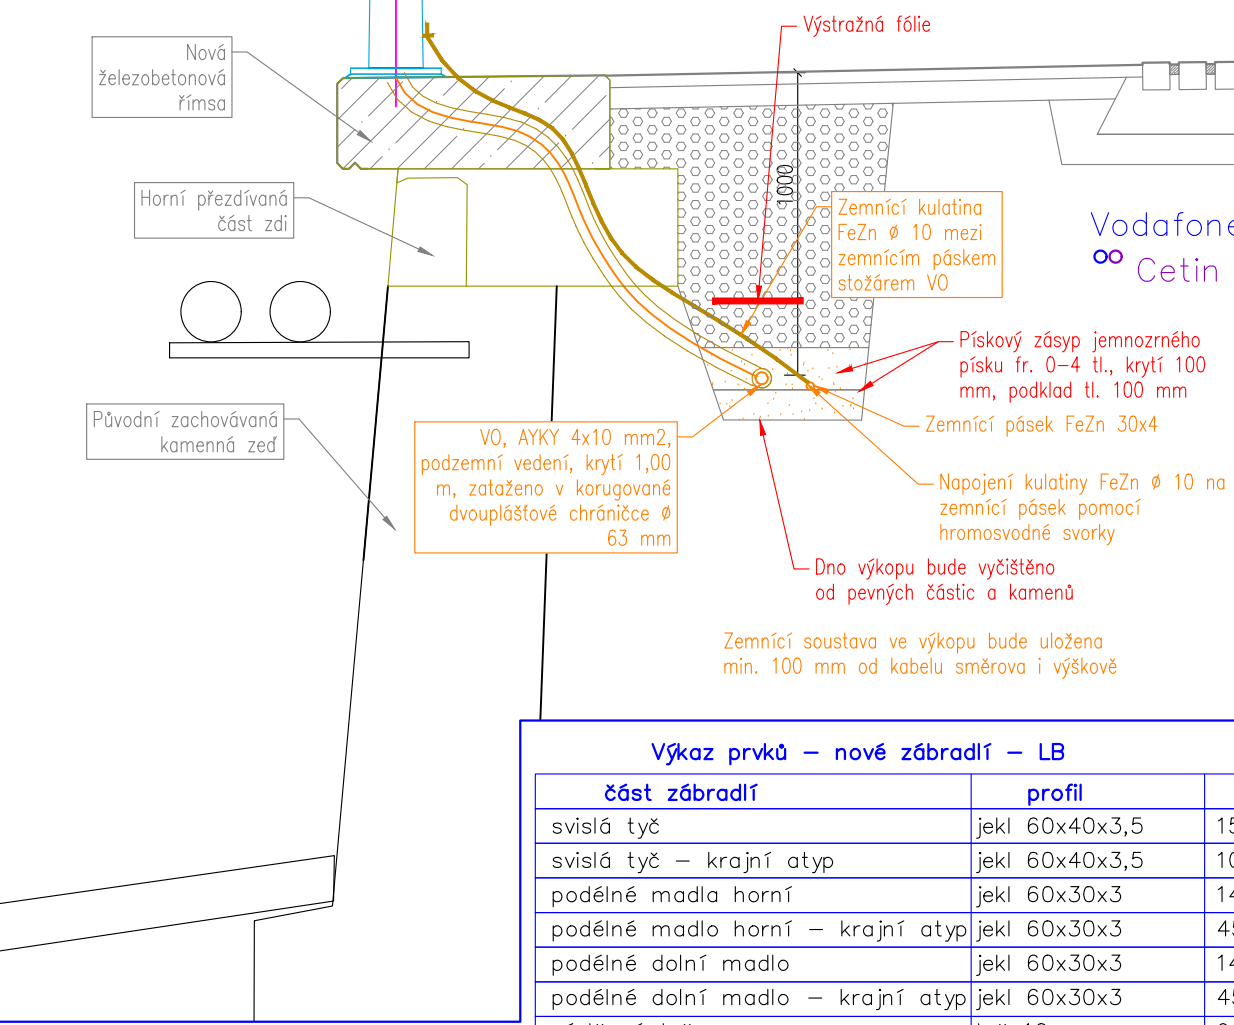 Výstražná fólie
Nová
železobetonová
římsa
Horní přezdívaná
část zdi
1000
Zemnící kulatina
FeZn ø 10 mezi
zemnícím páskem
stožárem VO
Vodafone
Cetin
Pískový zásyp jemnozrného
písku fr. 0-4 tl., krytí 100
mm, podklad tl. 100 mm
Původní zachovávaná
kamenná zeď
Zemnící pásek FeZn 30x4
VO, AYKY 4x10 mm2,
podzemní vedení, krytí 1,00
m, zataženo v korugované
dvouplášťové chráničce ø
63 mm
Napojení kulatiny FeZn ø 10 na
zemnící pásek pomocí
hromosvodné svorky
Dno výkopu bude vyčištěno
od pevných částic a kamenů
Zemnící soustava ve výkopu bude uložena
min. 100 mm od kabelu směrova i výškově
Výkaz prvků – nové zábradlí – LB
část zábradlí profil
svislá tyč jekl 60x40x3,5
svislá tyč – krajní atyp jekl 60x40x3,5
podélné madla horní jekl 60x30x3
podélné madlo horní – krajní atyp jekl 60x30x3
podélné dolní madlo jekl 60x30x3
podélné dolní madlo – krajní atyp jekl 60x30x3